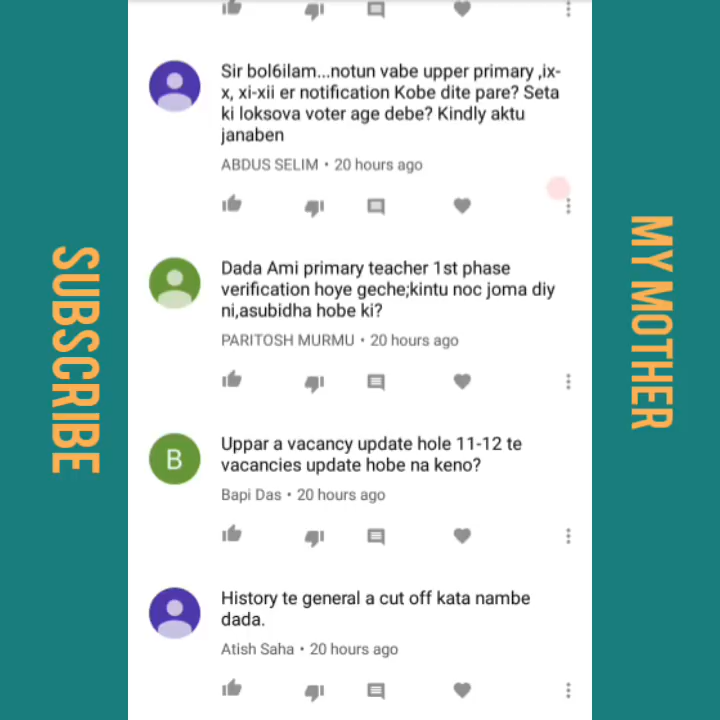 Sir bol6ilam...notun vabe upper primary ,ix-
x, xi-xii er notification Kobe dite pare? Seta
ki loksova voter age debe? Kindly aktu
janaben
ABDUS SELIM • 20 hours ago
Dada Ami primary teacher 1st phase
verification hoye geche;kintu noc joma diy
ni,asubidha hobe ki?
PARITOSH MURMU • 20 hours ago
B
Uppar a vacancy update hole 11-12 te
vacancies update hobe na keno?
Bapi Das • 20 hours ago
History te general a cut off kata nambe
dada.
Atish Saha • 20 hours ago
SUBSCRIBE
MY MOTHER